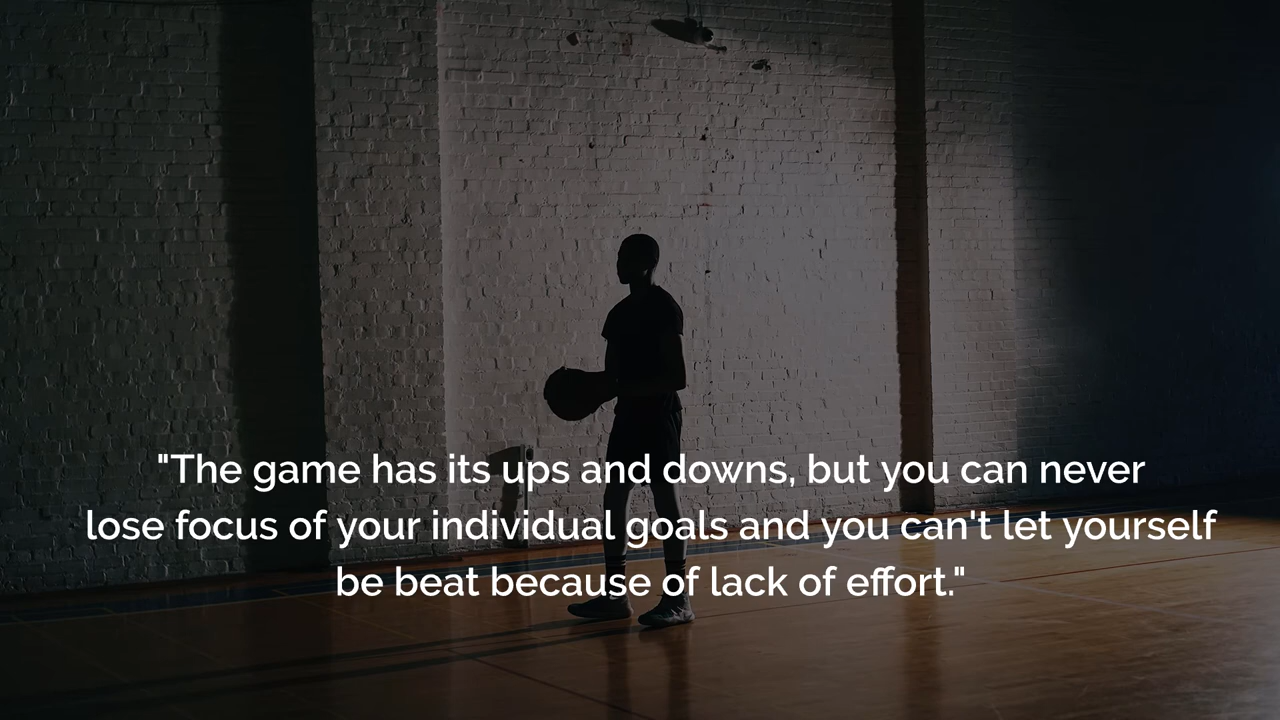 "The game has its ups and downs, but you can never
lose focus of your individual goals and you can't let yourself
be beat because of lack of effort."